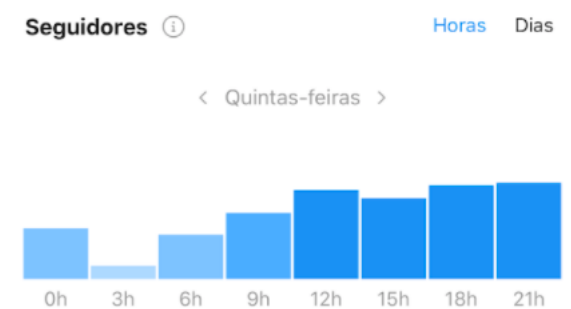 Seguidores Horas Dias
< Quintas-feiras >
0h 3h 6h 9h 12h 15h 18h 21h